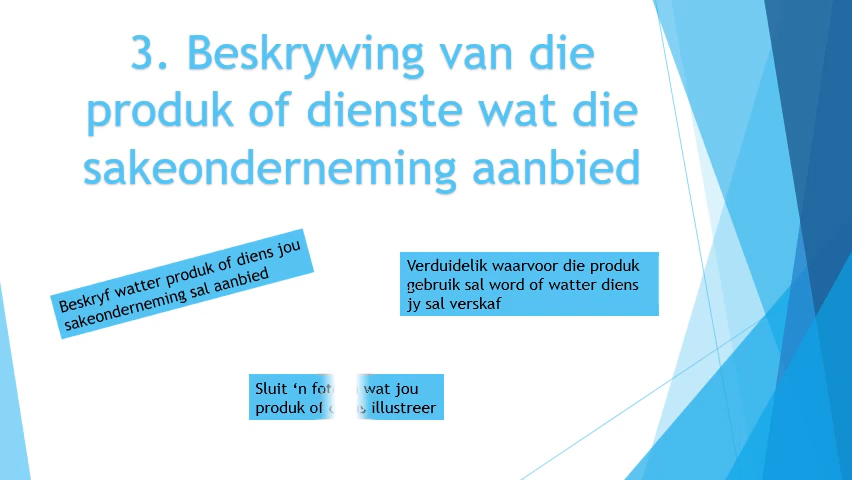 3. Beskrywing van die
produk of dienste wat die
sakeonderneming aanbied
Beskryf watter produk of diens jou
sakeonderneming sal aanbied
Verduidelik waarvoor die produk
gebruik sal word of watter diens
jy sal verskaf
Sluit ‘n wat jou
produk of illustreer